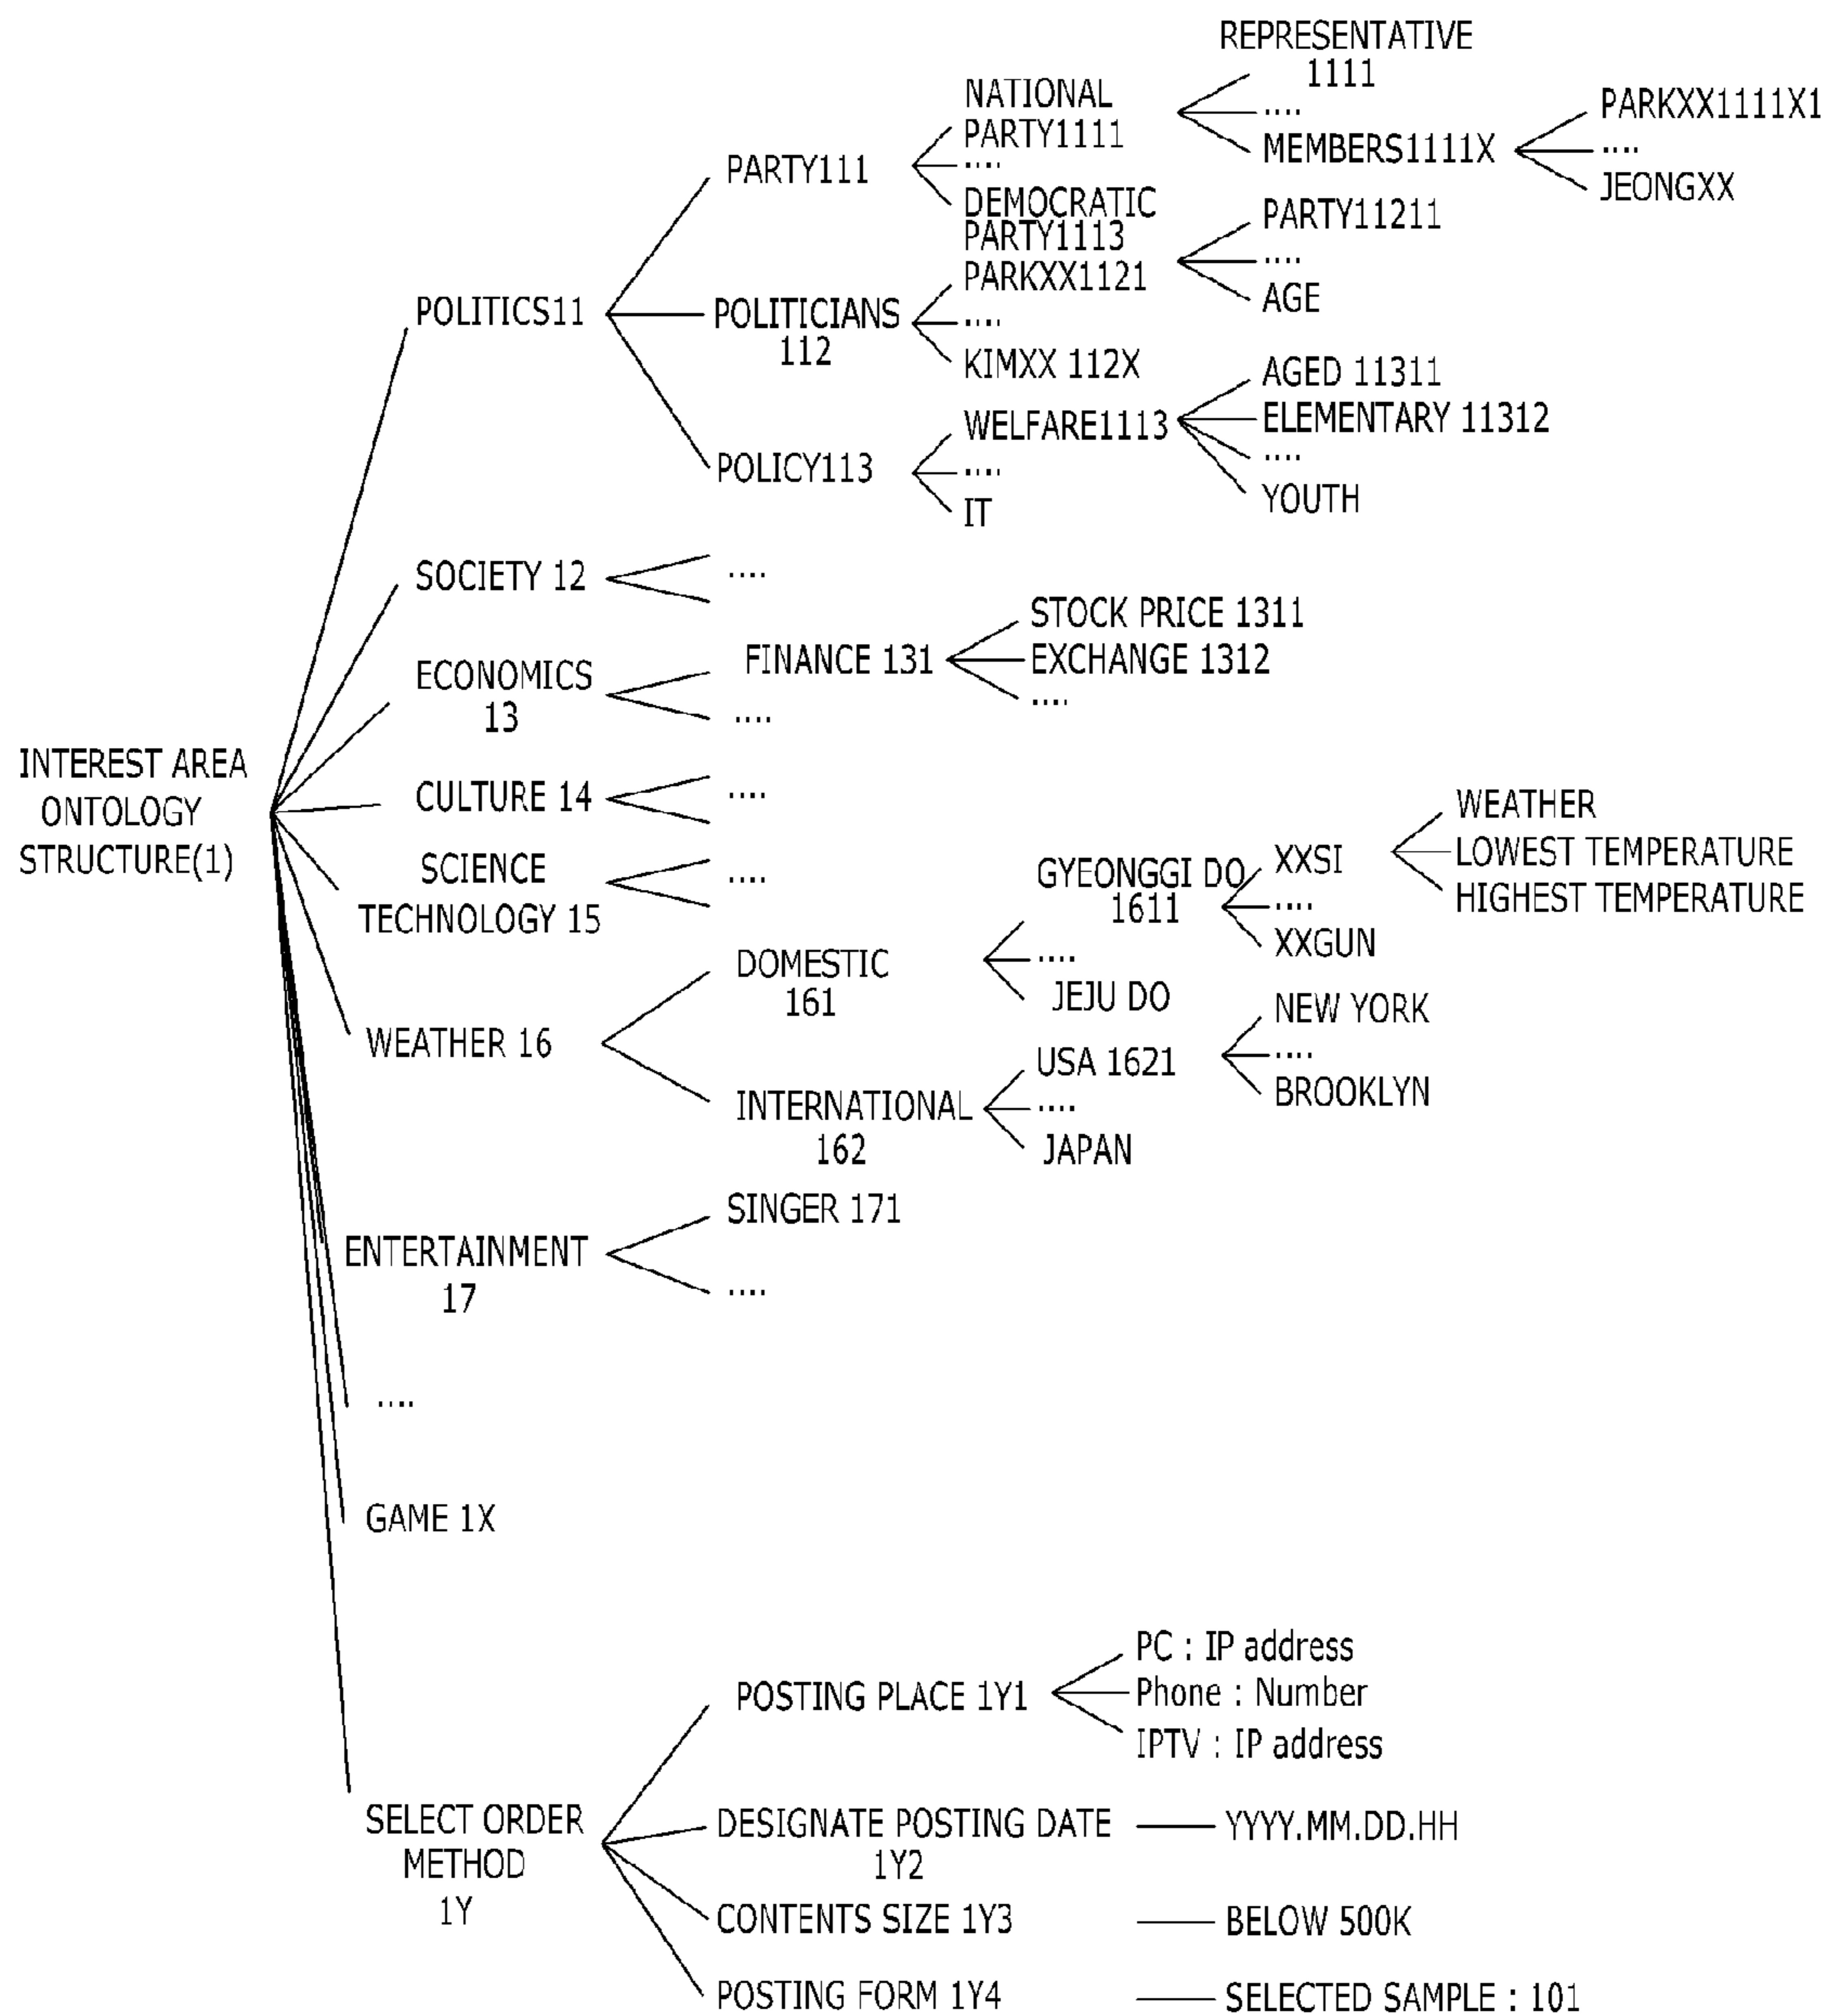 INTEREST AREA
ONTOLOGY
STRUCTURE(1)
POLITICS11
PARTY111
NATIONAL
PARTY1111
....
DEMOCRATIC
PARTY1113
REPRESENTATIVE
1111
....
MEMBERS1111X
PARKXX1111X1
....
JEONGXX
POLITICIANS
112
PARKXX1121
....
KIMXX 112X
PARTY11211
....
AGE
POLICY113
WELFARE1113
....
IT
AGED 11311
ELEMENTARY 11312
....
YOUTH
SOCIETY 12
....
ECONOMICS
13
FINANCE 131
....
STOCK PRICE 1311
EXCHANGE 1312
....
CULTURE 14
....
SCIENCE
TECHNOLOGY 15
....
WEATHER 16
DOMESTIC
161
GYEONGGI DO
1611
....
JEJU DO
XXSI
....
XXGUN
WEATHER
LOWEST TEMPERATURE
HIGHEST TEMPERATURE
INTERNATIONAL
162
USA 1621
....
JAPAN
NEW YORK
....
BROOKLYN
ENTERTAINMENT
17
SINGER 171
....
....
GAME 1X
SELECT ORDER
METHOD
1Y
POSTING PLACE 1Y1
PC : IP address
Phone : Number
IPTV : IP address
DESIGNATE POSTING DATE
1Y2
YYYY.MM.DD.HH
CONTENTS SIZE 1Y3
BELOW 500K
POSTING FORM 1Y4
SELECTED SAMPLE : 101